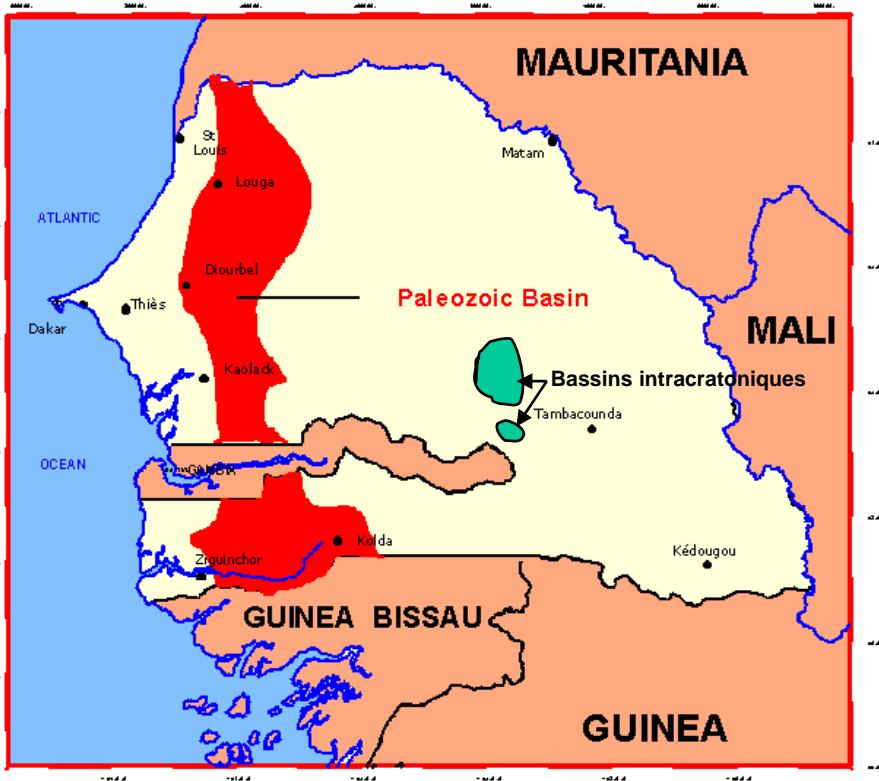 MAURITANIA
St
Louis
Matam
Louga
ATLANTIC
Diourbel
Paleozoic Basin
Thiès
Dakar
MALI
Kaolack
Bassins intracratoniques
Tambacounda
OCEAN
GAMBIA
Kolda
Ziguinchor
Kédougou
GUINEA BISSAU
GUINEA